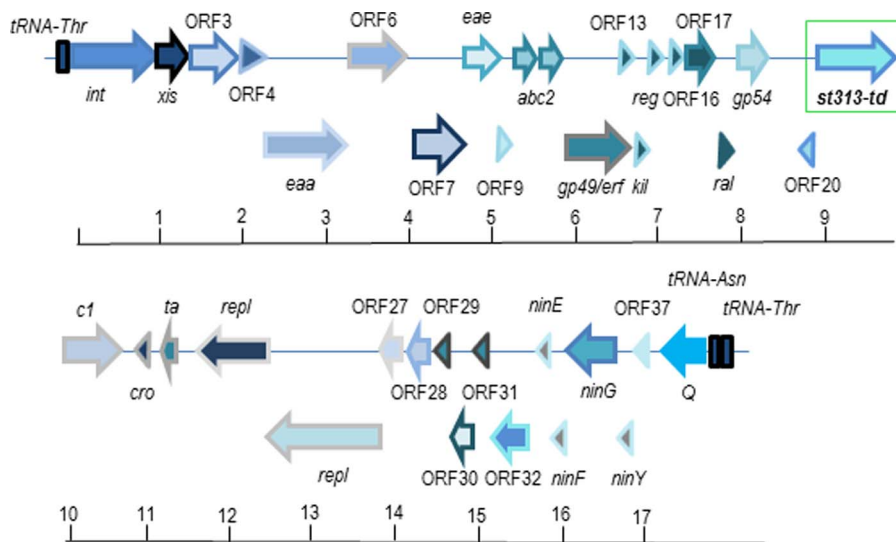 tRNA-Thr ORF3 ORF6 eae ORF13 ORF17
int xis ORF4 abc2 reg ORF16 gp54 st313-td
eaa ORF7 ORF9 gp49/erf kil ral ORF20
1 2 3 4 5 6 7 8 9
tRNA-Asn
c1 ta repl ORF27 ORF29 ninE ORF37 tRNA-Thr
cro ORF28 ORF31 ninG Q
repl ORF30 ORF32 ninF ninY
10 11 12 13 14 15 16 17